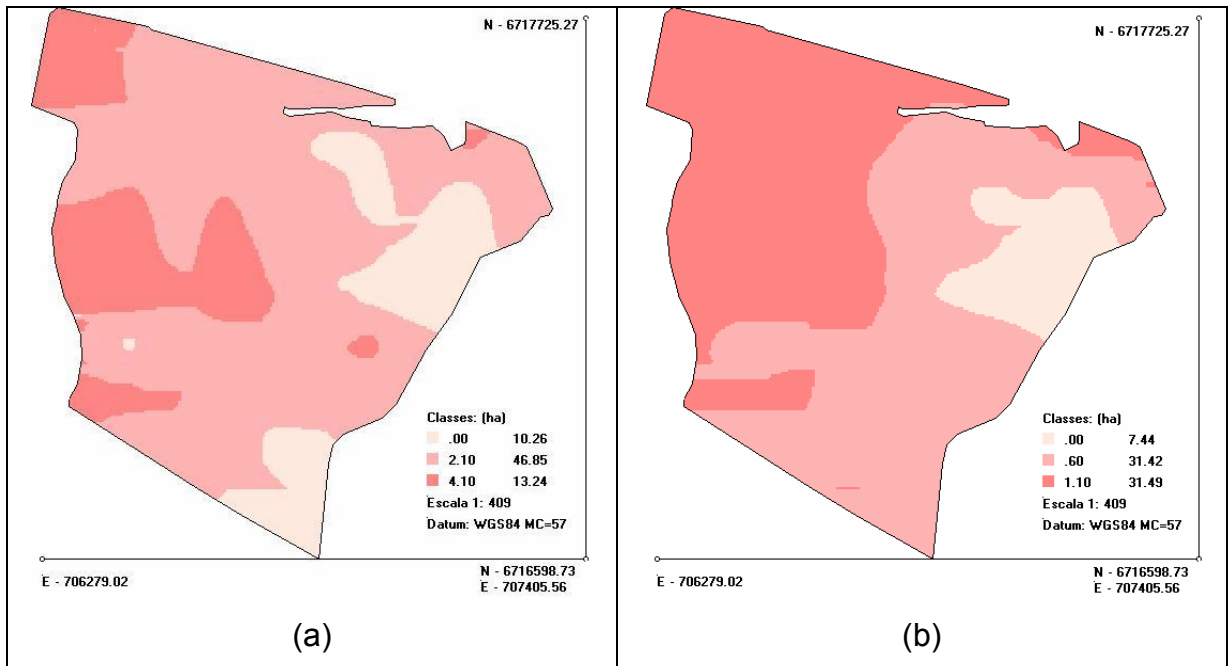 N - 6717725.27
Classes: (ha)
.00 10.26
2.10 46.85
4.10 13.24
Escala 1: 409
Datum: WGS84 MC=57
E - 706279.02
N - 6716598.73
E - 707405.56
(a)
N - 6717725.27
Classes: (ha)
.00 7.44
.60 31.42
1.10 31.49
Escala 1: 409
Datum: WGS84 MC=57
E - 706279.02
N - 6716598.73
E - 707405.56
(b)